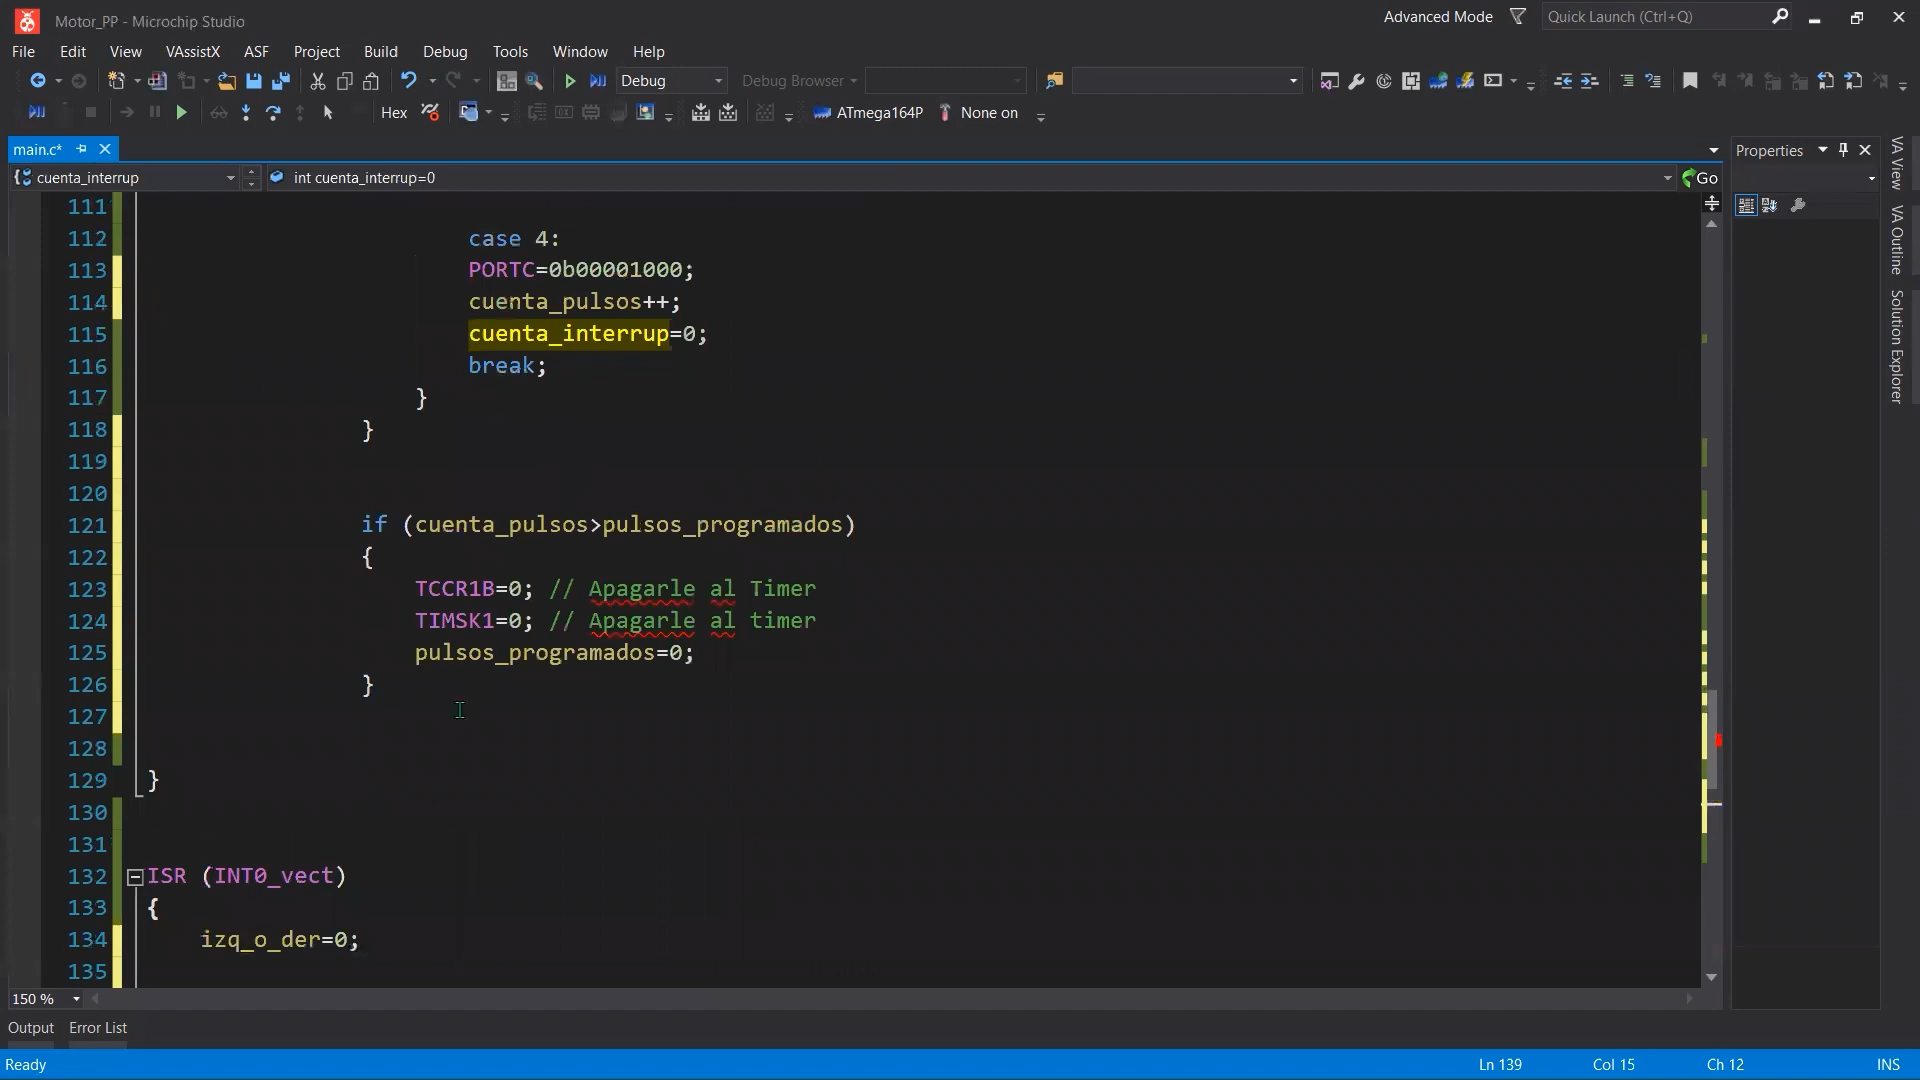 Motor_PP - Microchip Studio
Advanced Mode
Quick Launch (Ctrl+Q)
File Edit View VAssistX ASF Project Build Debug Tools Window Help
Debug
Debug Browser
Hex
ATmega164P
None on
main.c*
cuenta_interrup
int cuenta_interrup=0
Go
111
112 case 4:
113 PORTC=0b00001000;
114 cuenta_pulsos++;
115 cuenta_interrup=0;
116 break;
117 }
118 }
119
120
121 if (cuenta_pulsos>pulsos_programados)
122 {
123 TCCR1B=0; // Apagarle al Timer
124 TIMSK1=0; // Apagarle al timer
125 pulsos_programados=0;
126 }
127
128
129 }
130
131
132 ISR (INT0_vect)
133 {
134 izq_o_der=0;
135
150 %
Properties
VA View
VA Outline
Solution Explorer
Output Error List
Ready
Ln 139
Col 15
Ch 12
INS